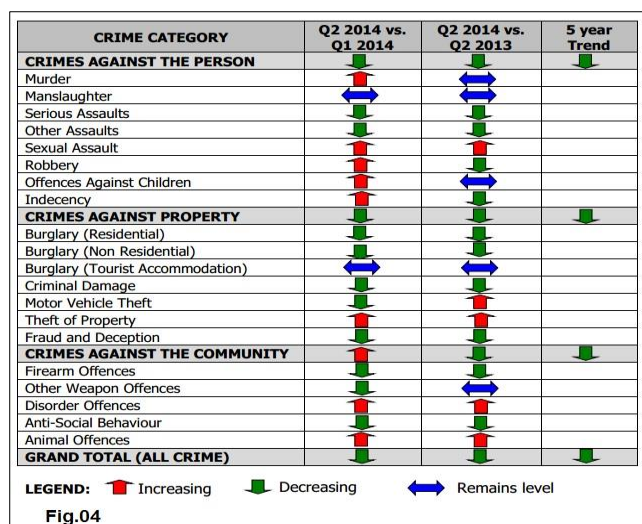 CRIME CATEGORY Q2 2014 vs. Q1 2014 Q2 2014 vs. Q2 2013 5 year Trend
CRIMES AGAINST THE PERSON
Murder
Manslaughter
Serious Assaults
Other Assaults
Sexual Assault
Robbery
Offences Against Children
Indecency
CRIMES AGAINST PROPERTY
Burglary (Residential)
Burglary (Non Residential)
Burglary (Tourist Accommodation)
Criminal Damage
Motor Vehicle Theft
Theft of Property
Fraud and Deception
CRIMES AGAINST THE COMMUNITY
Firearm Offences
Other Weapon Offences
Disorder Offences
Anti-Social Behaviour
Animal Offences
GRAND TOTAL (ALL CRIME)
LEGEND: Increasing Decreasing Remains level
Fig.04